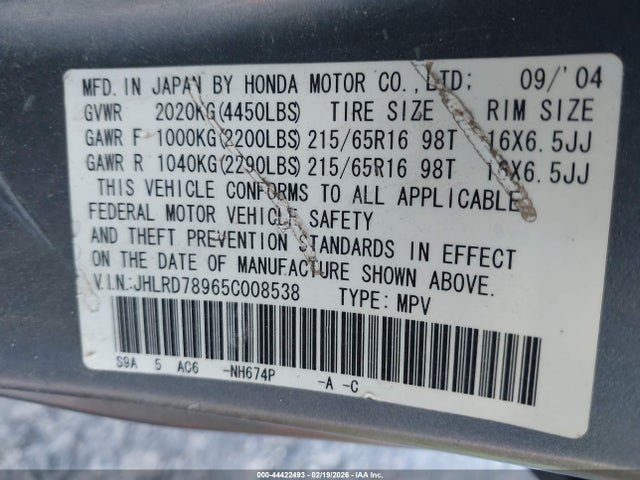 MFD. IN JAPAN BY HONDA MOTOR CO.,LTD; 09/'04
GVWR 2020KG(4450LBS) TIRE SIZE RIM SIZE
GAWR F 1000KG(2200LBS) 215/65R16 98T 16X6.5JJ
GAWR R 1040KG(2290LBS) 215/65R16 98T 16X6.5JJ
THIS VEHICLE CONFORMS TO ALL APPLICABLE
FEDERAL MOTOR VEHICLE SAFETY
AND THEFT PREVENTION STANDARDS IN EFFECT
ON THE DATE OF MANUFACTURE SHOWN ABOVE.
V.I.N:JHLRD78965C008538 TYPE: MPV
S9A 5 AC6 -NH674P -A -C
000-44422493 - 02/19/2026 - IAAI.com